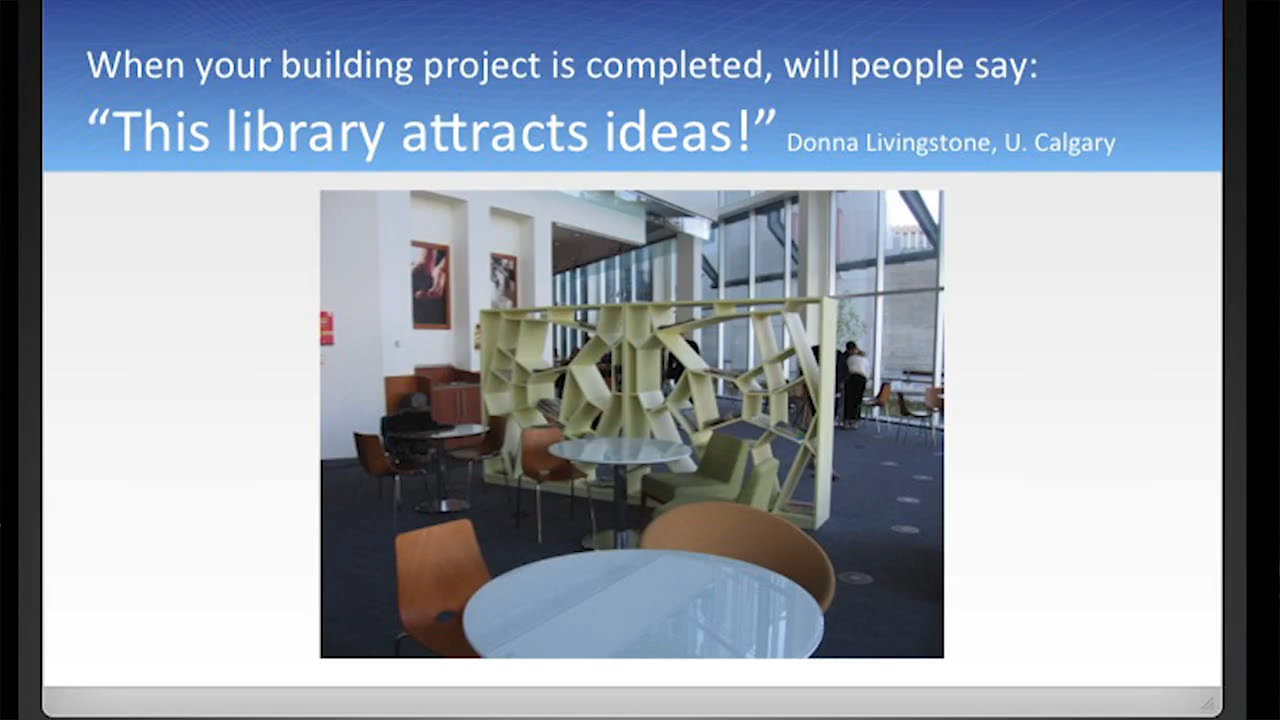 When your building project is completed, will people say:
“This library attracts ideas!” Donna Livingstone, U. Calgary